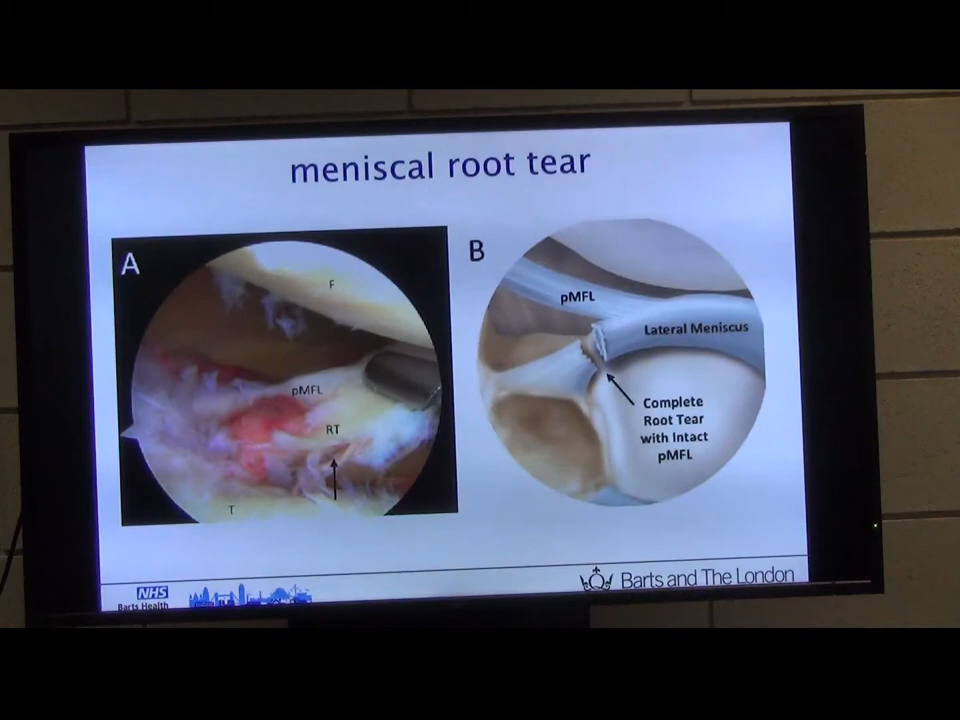 meniscal root tear
A
F
pMFL
RT
T
B
pMFL
Lateral Meniscus
Complete
Root Tear
with Intact
pMFL
NHS
Barts Health
Barts and The London